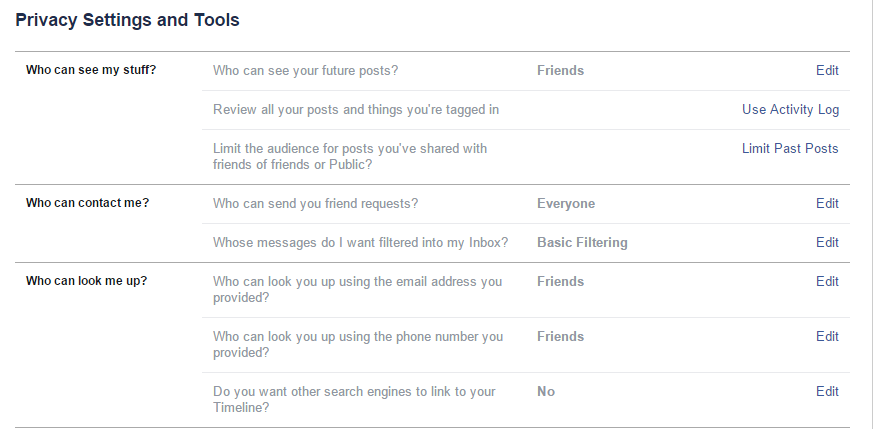 Privacy Settings and Tools
Who can see my stuff? Who can see your future posts? Friends Edit
Review all your posts and things you're tagged in Use Activity Log
Limit the audience for posts you've shared with Limit Past Posts
friends of friends or Public?
Who can contact me? Who can send you friend requests? Everyone Edit
Whose messages do I want filtered into my Inbox? Basic Filtering Edit
Who can look me up? Who can look you up using the email address you Friends Edit
provided?
Who can look you up using the phone number you Friends Edit
provided?
Do you want other search engines to link to your No Edit
Timeline?